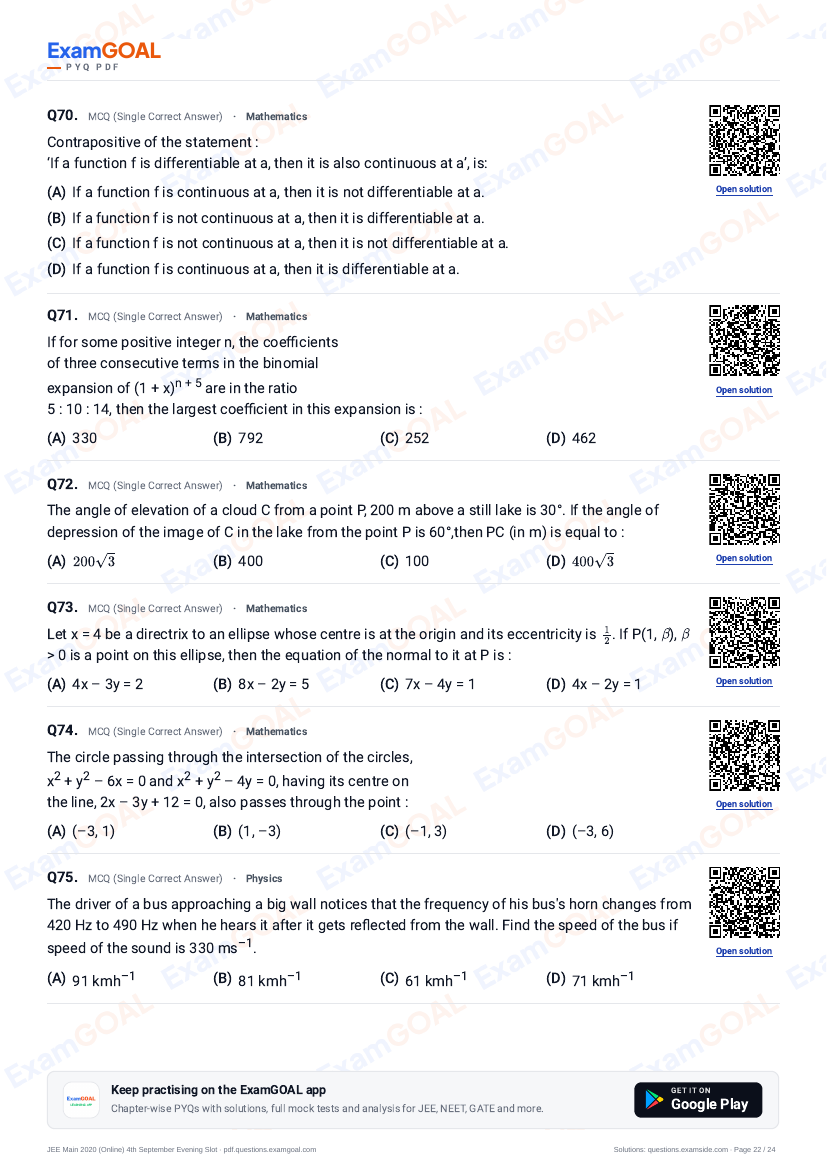 ExamGOAL
PYQ PDF
Q70. MCQ (Single Correct Answer) · Mathematics
Contrapositive of the statement :
‘If a function f is differentiable at a, then it is also continuous at a’, is:
(A) If a function f is continuous at a, then it is not differentiable at a.
(B) If a function f is not continuous at a, then it is differentiable at a.
(C) If a function f is not continuous at a, then it is not differentiable at a.
(D) If a function f is continuous at a, then it is differentiable at a.
Open solution
Q71. MCQ (Single Correct Answer) · Mathematics
If for some positive integer n, the coefficients
of three consecutive terms in the binomial
expansion of (1 + x)^{n + 5} are in the ratio
5 : 10 : 14, then the largest coefficient in this expansion is :
(A) 330 (B) 792 (C) 252 (D) 462
Open solution
Q72. MCQ (Single Correct Answer) · Mathematics
The angle of elevation of a cloud C from a point P, 200 m above a still lake is 30°. If the angle of
depression of the image of C in the lake from the point P is 60°,then PC (in m) is equal to :
(A) 200√3 (B) 400 (C) 100 (D) 400√3
Open solution
Q73. MCQ (Single Correct Answer) · Mathematics
Let x = 4 be a directrix to an ellipse whose centre is at the origin and its eccentricity is 1/2. If P(1, β), β
> 0 is a point on this ellipse, then the equation of the normal to it at P is :
(A) 4x − 3y = 2 (B) 8x − 2y = 5 (C) 7x − 4y = 1 (D) 4x − 2y = 1
Open solution
Q74. MCQ (Single Correct Answer) · Mathematics
The circle passing through the intersection of the circles,
x² + y² − 6x = 0 and x² + y² − 4y = 0, having its centre on
the line, 2x − 3y + 12 = 0, also passes through the point :
(A) (−3, 1) (B) (1, −3) (C) (−1, 3) (D) (−3, 6)
Open solution
Q75. MCQ (Single Correct Answer) · Physics
The driver of a bus approaching a big wall notices that the frequency of his bus's horn changes from
420 Hz to 490 Hz when he hears it after it gets reflected from the wall. Find the speed of the bus if
speed of the sound is 330 ms⁻¹.
(A) 91 kmh⁻¹ (B) 81 kmh⁻¹ (C) 61 kmh⁻¹ (D) 71 kmh⁻¹
Open solution
ExamGOAL
Keep practising on the ExamGOAL app
Chapter-wise PYQs with solutions, full mock tests and analysis for JEE, NEET, GATE and more.
GET IT ON
Google Play
JEE Main 2020 (Online) 4th September Evening Slot · pdf.questions.examgoal.com
Solutions: questions.examside.com · Page 22 / 24